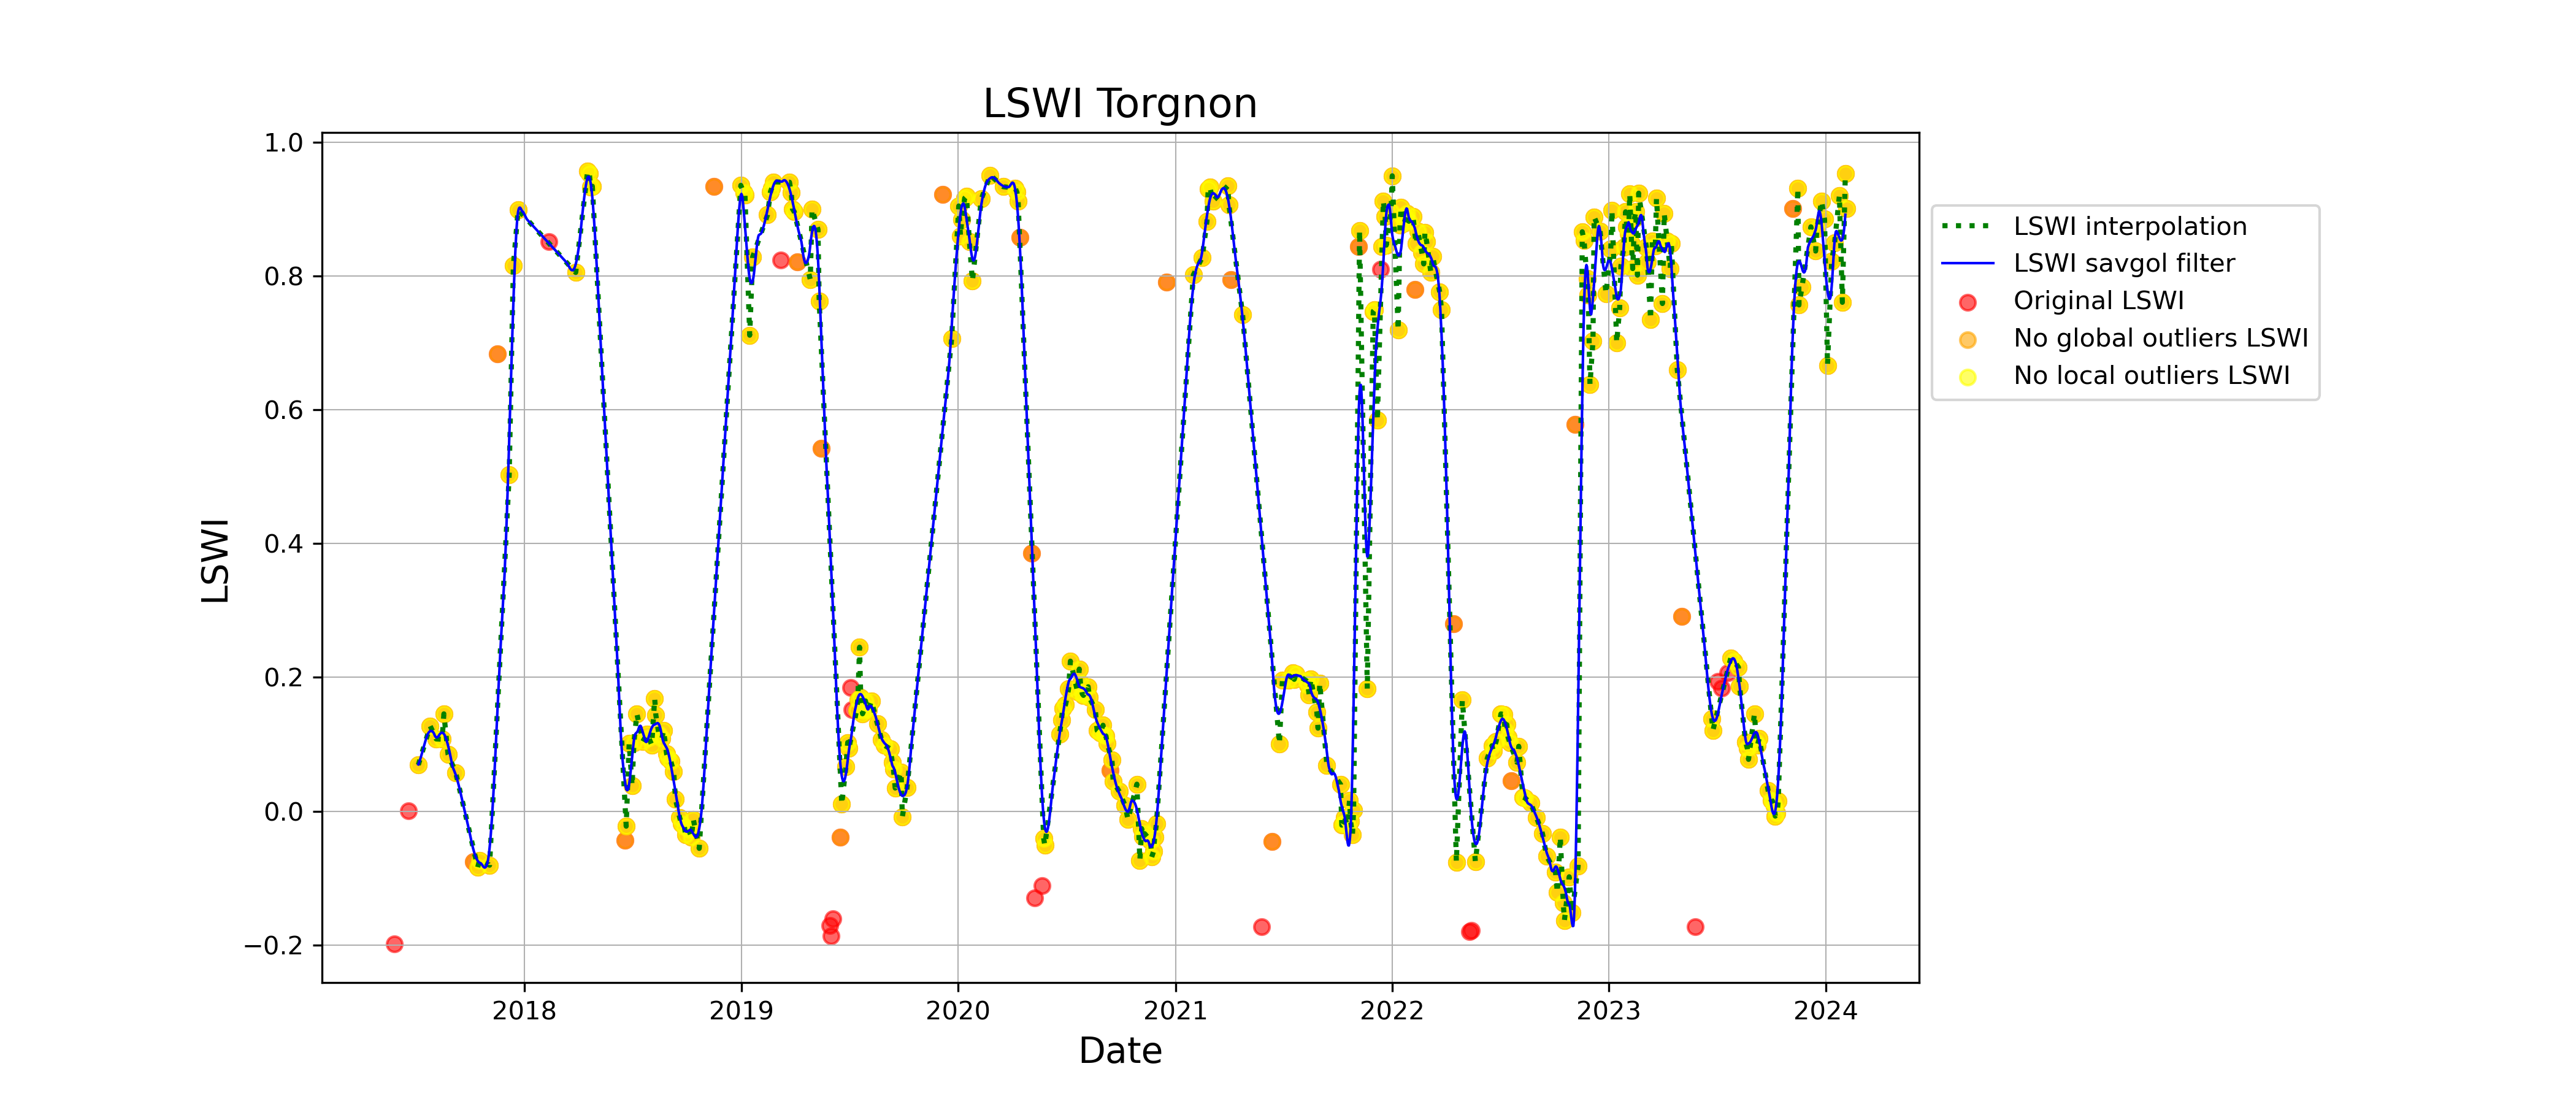 LSWI Torgnon
1.0
0.8
0.6
0.4
0.2
0.0
−0.2
LSWI
2018
2019
2020
2021
2022
2023
2024
Date
LSWI interpolation
LSWI savgol filter
Original LSWI
No global outliers LSWI
No local outliers LSWI